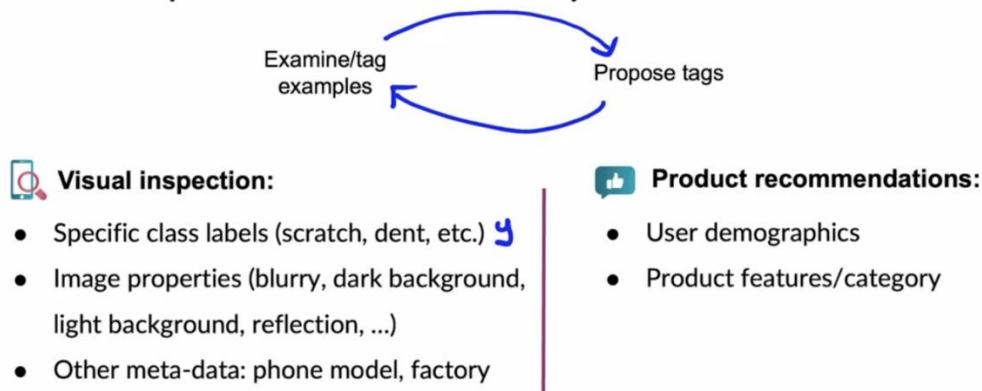 Examine/tag
examples
Propose tags
Visual inspection:
• Specific class labels (scratch, dent, etc.) y
• Image properties (blurry, dark background,
light background, reflection, ...)
• Other meta-data: phone model, factory
Product recommendations:
• User demographics
• Product features/category